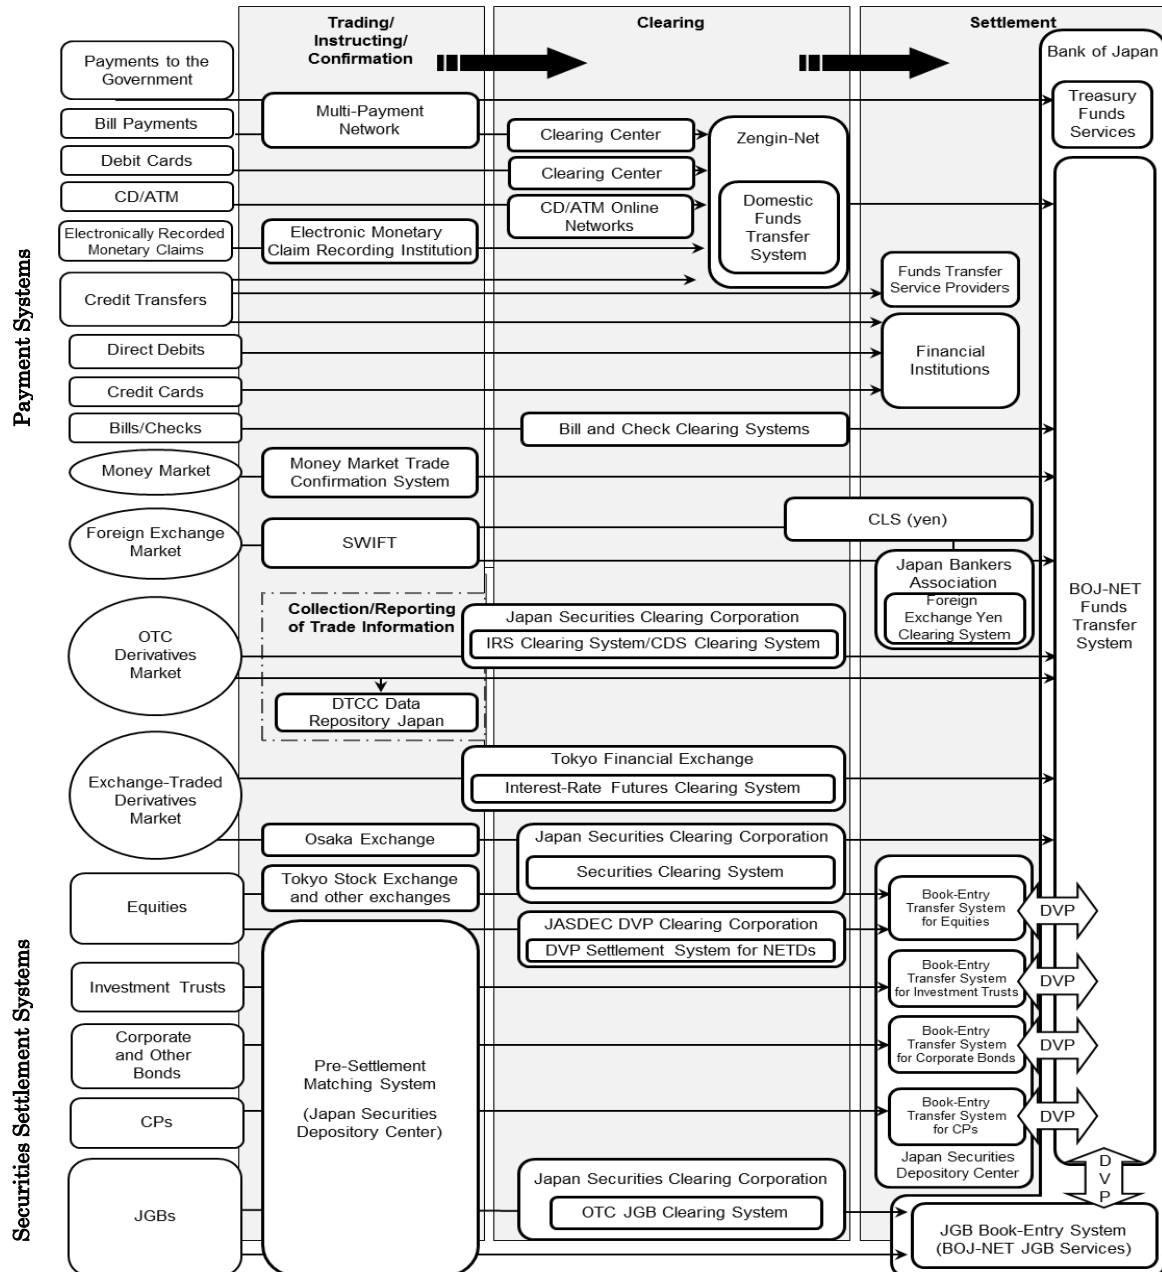 Trading/
Instructing/
Confirmation
Clearing
Settlement
Payment Systems
Securities Settlement Systems
Payments to the
Government
Bill Payments
Debit Cards
CD/ATM
Electronically Recorded
Monetary Claims
Credit Transfers
Direct Debits
Credit Cards
Bills/Checks
Money Market
Foreign Exchange
Market
OTC
Derivatives
Market
Exchange-Traded
Derivatives
Market
Equities
Investment Trusts
Corporate
and Other
Bonds
CPs
JGBs
Multi-Payment
Network
Electronic Monetary
Claim Recording Institution
Money Market Trade
Confirmation System
SWIFT
Collection/Reporting
of Trade Information
DTCC Data
Repository Japan
Osaka Exchange
Tokyo Stock Exchange
and other exchanges
Pre-Settlement
Matching System
(Japan Securities
Depository Center)
Clearing Center
Clearing Center
CD/ATM Online
Networks
Zengin-Net
Domestic
Funds
Transfer
System
Bill and Check Clearing Systems
CLS (yen)
Japan Securities Clearing Corporation
IRS Clearing System/CDS Clearing System
Tokyo Financial Exchange
Interest-Rate Futures Clearing System
Japan Securities Clearing Corporation
Securities Clearing System
JASDEC DVP Clearing Corporation
DVP Settlement System for NETDs
Japan Securities Clearing Corporation
OTC JGB Clearing System
Bank of Japan
Treasury
Funds
Services
Funds Transfer
Service Providers
Financial
Institutions
Japan Bankers
Association
Foreign
Exchange Yen
Clearing System
BOJ-NET
Funds
Transfer
System
Book-Entry
Transfer System
for Equities
DVP
Book-Entry
Transfer System
for Investment Trusts
DVP
Book-Entry
Transfer System
for Corporate Bonds
DVP
Book-Entry
Transfer System
for CPs
DVP
Japan Securities
Depository Center
D
V
P
JGB Book-Entry System
(BOJ-NET JGB Services)